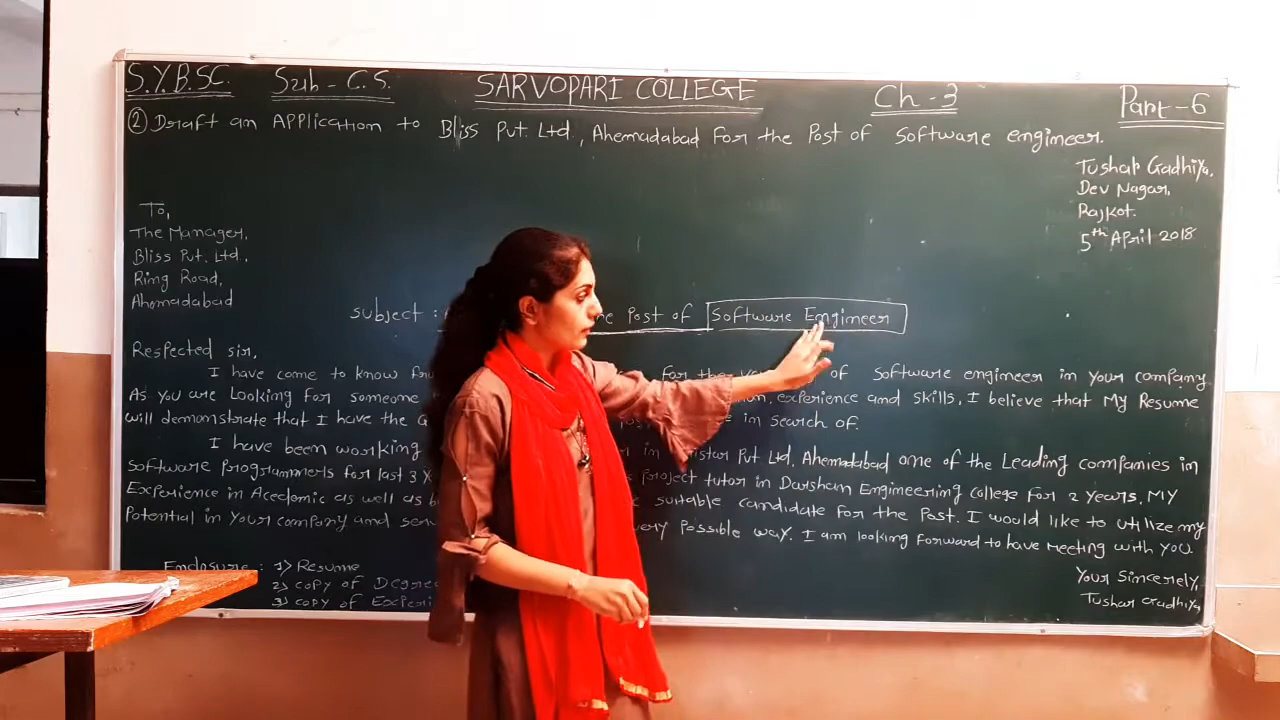 S.Y.B.SC. Sub - C.S. SARVOPARI COLLEGE Ch - 3 Part - 6
② Draft an Application to Bliss Pvt. Ltd., Ahemadabad For the Post of Software engineer.
Tushar Gadhiya,
Dev Nagar,
Rajkot.
5th April 2018
To,
The Manager,
Bliss Pvt. Ltd.,
Ring Road,
Ahemadabad
Subject : Post of Software Engineer
Respected sir,
I have come to know for the of Software engineer in your company
As you are Looking for someone experience and skills, I believe that My Resume
will demonstrate that I have the in search of.
I have been working in Pvt Ltd, Ahemadabad one of the Leading companies in
Software Programmers for last 3 project tutor in Darshan Engineering College for 2 Years. My
Experience in Acedomic as well as suitable candidate for the Post. I would like to utilize my
Potential in your company and very Possible way. I am looking forward to have Meeting with you
Enclosure : 1) Resume
2) copy of Degree
3) copy of
Your Sincerely,
Tushar Gadhiya